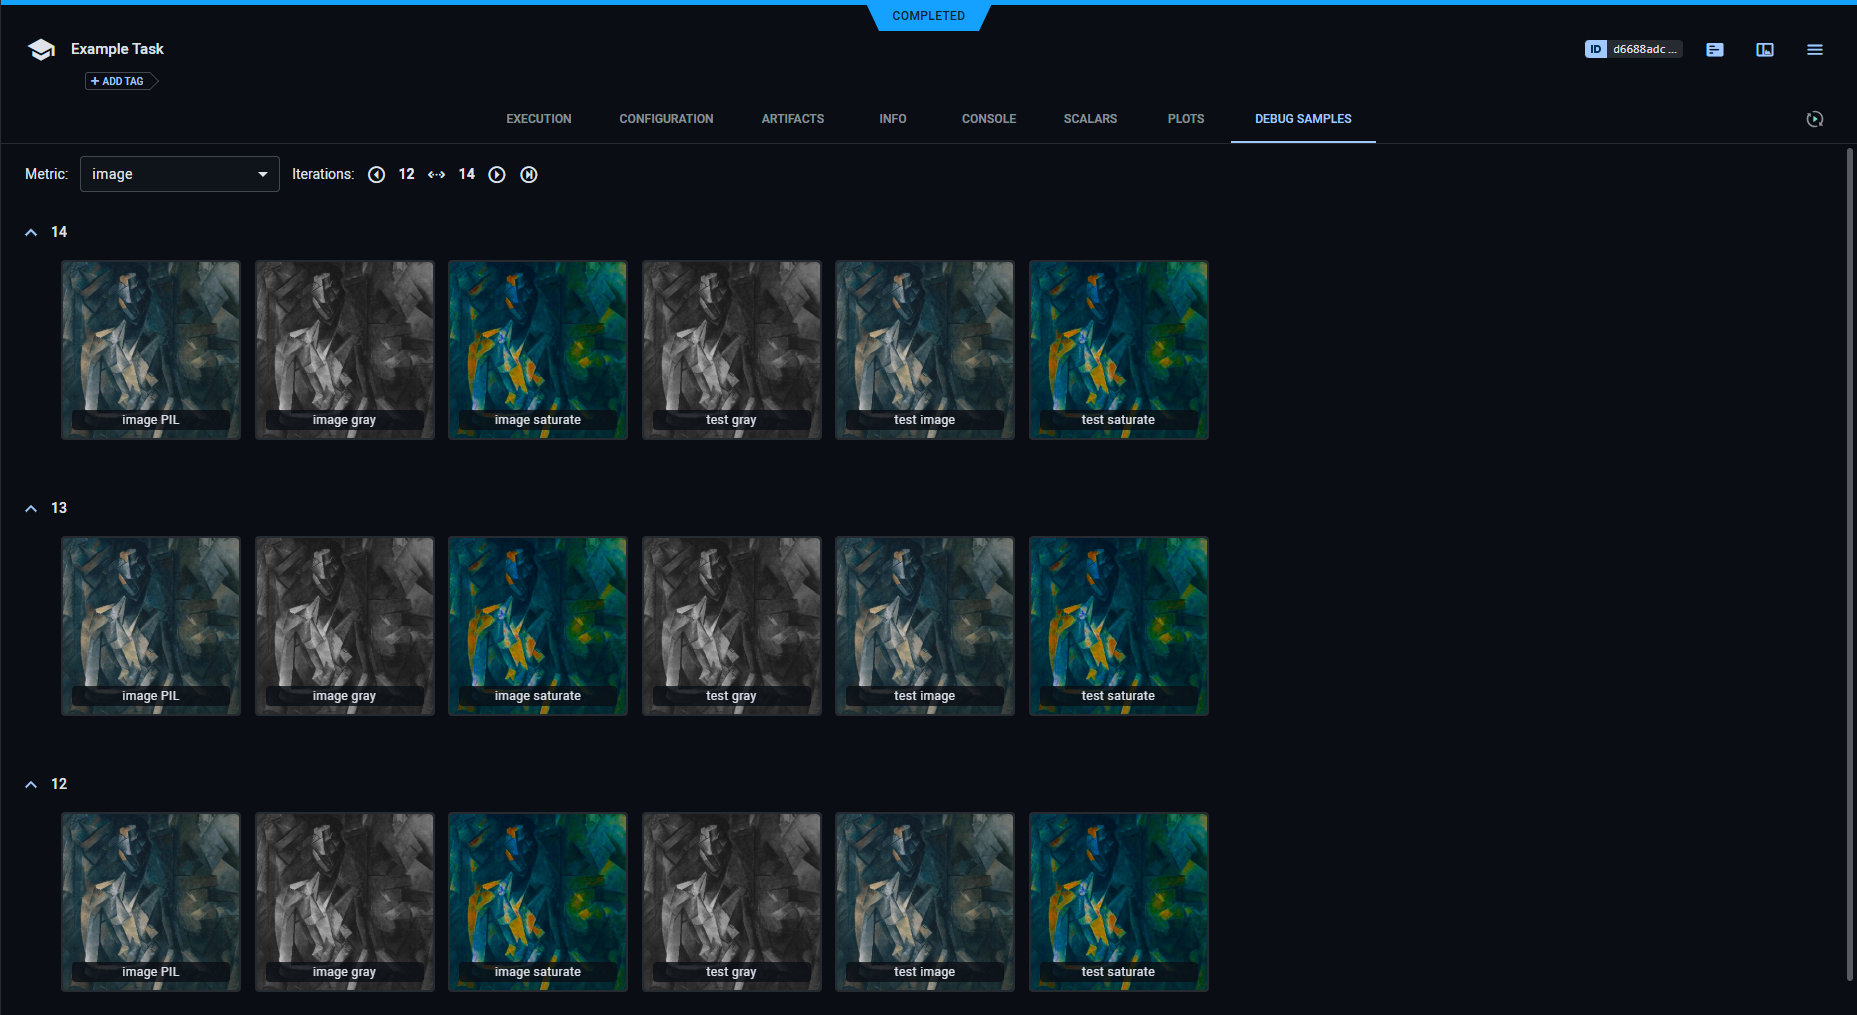 COMPLETED
Example Task
ID d6688adc ...
+ ADD TAG
EXECUTION CONFIGURATION ARTIFACTS INFO CONSOLE SCALARS PLOTS DEBUG SAMPLES
Metric: image Iterations: 12 14
14
image PIL image gray image saturate test gray test image test saturate
13
image PIL image gray image saturate test gray test image test saturate
12
image PIL image gray image saturate test gray test image test saturate